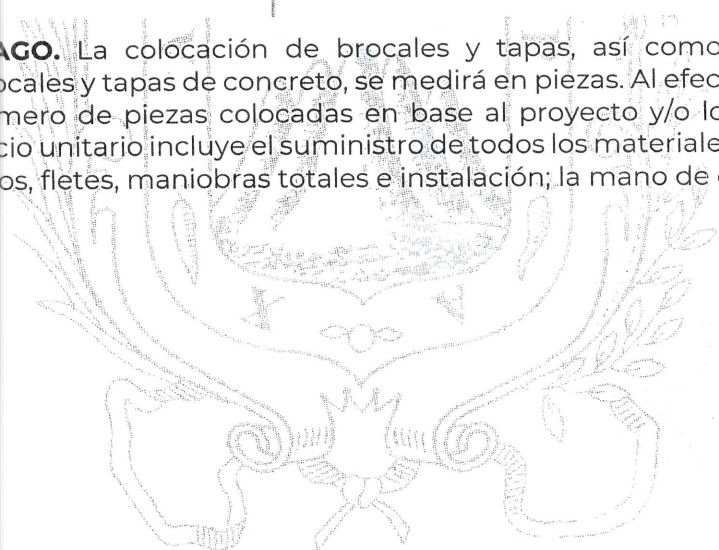 AGO. La colocación de brocales y tapas, así como
ocales y tapas de concreto, se medirá en piezas. Al efec
mero de piezas colocadas en base al proyecto y/o lo
cio unitario incluye el suministro de todos los materiale
os, fletes, maniobras totales e instalación; la mano de